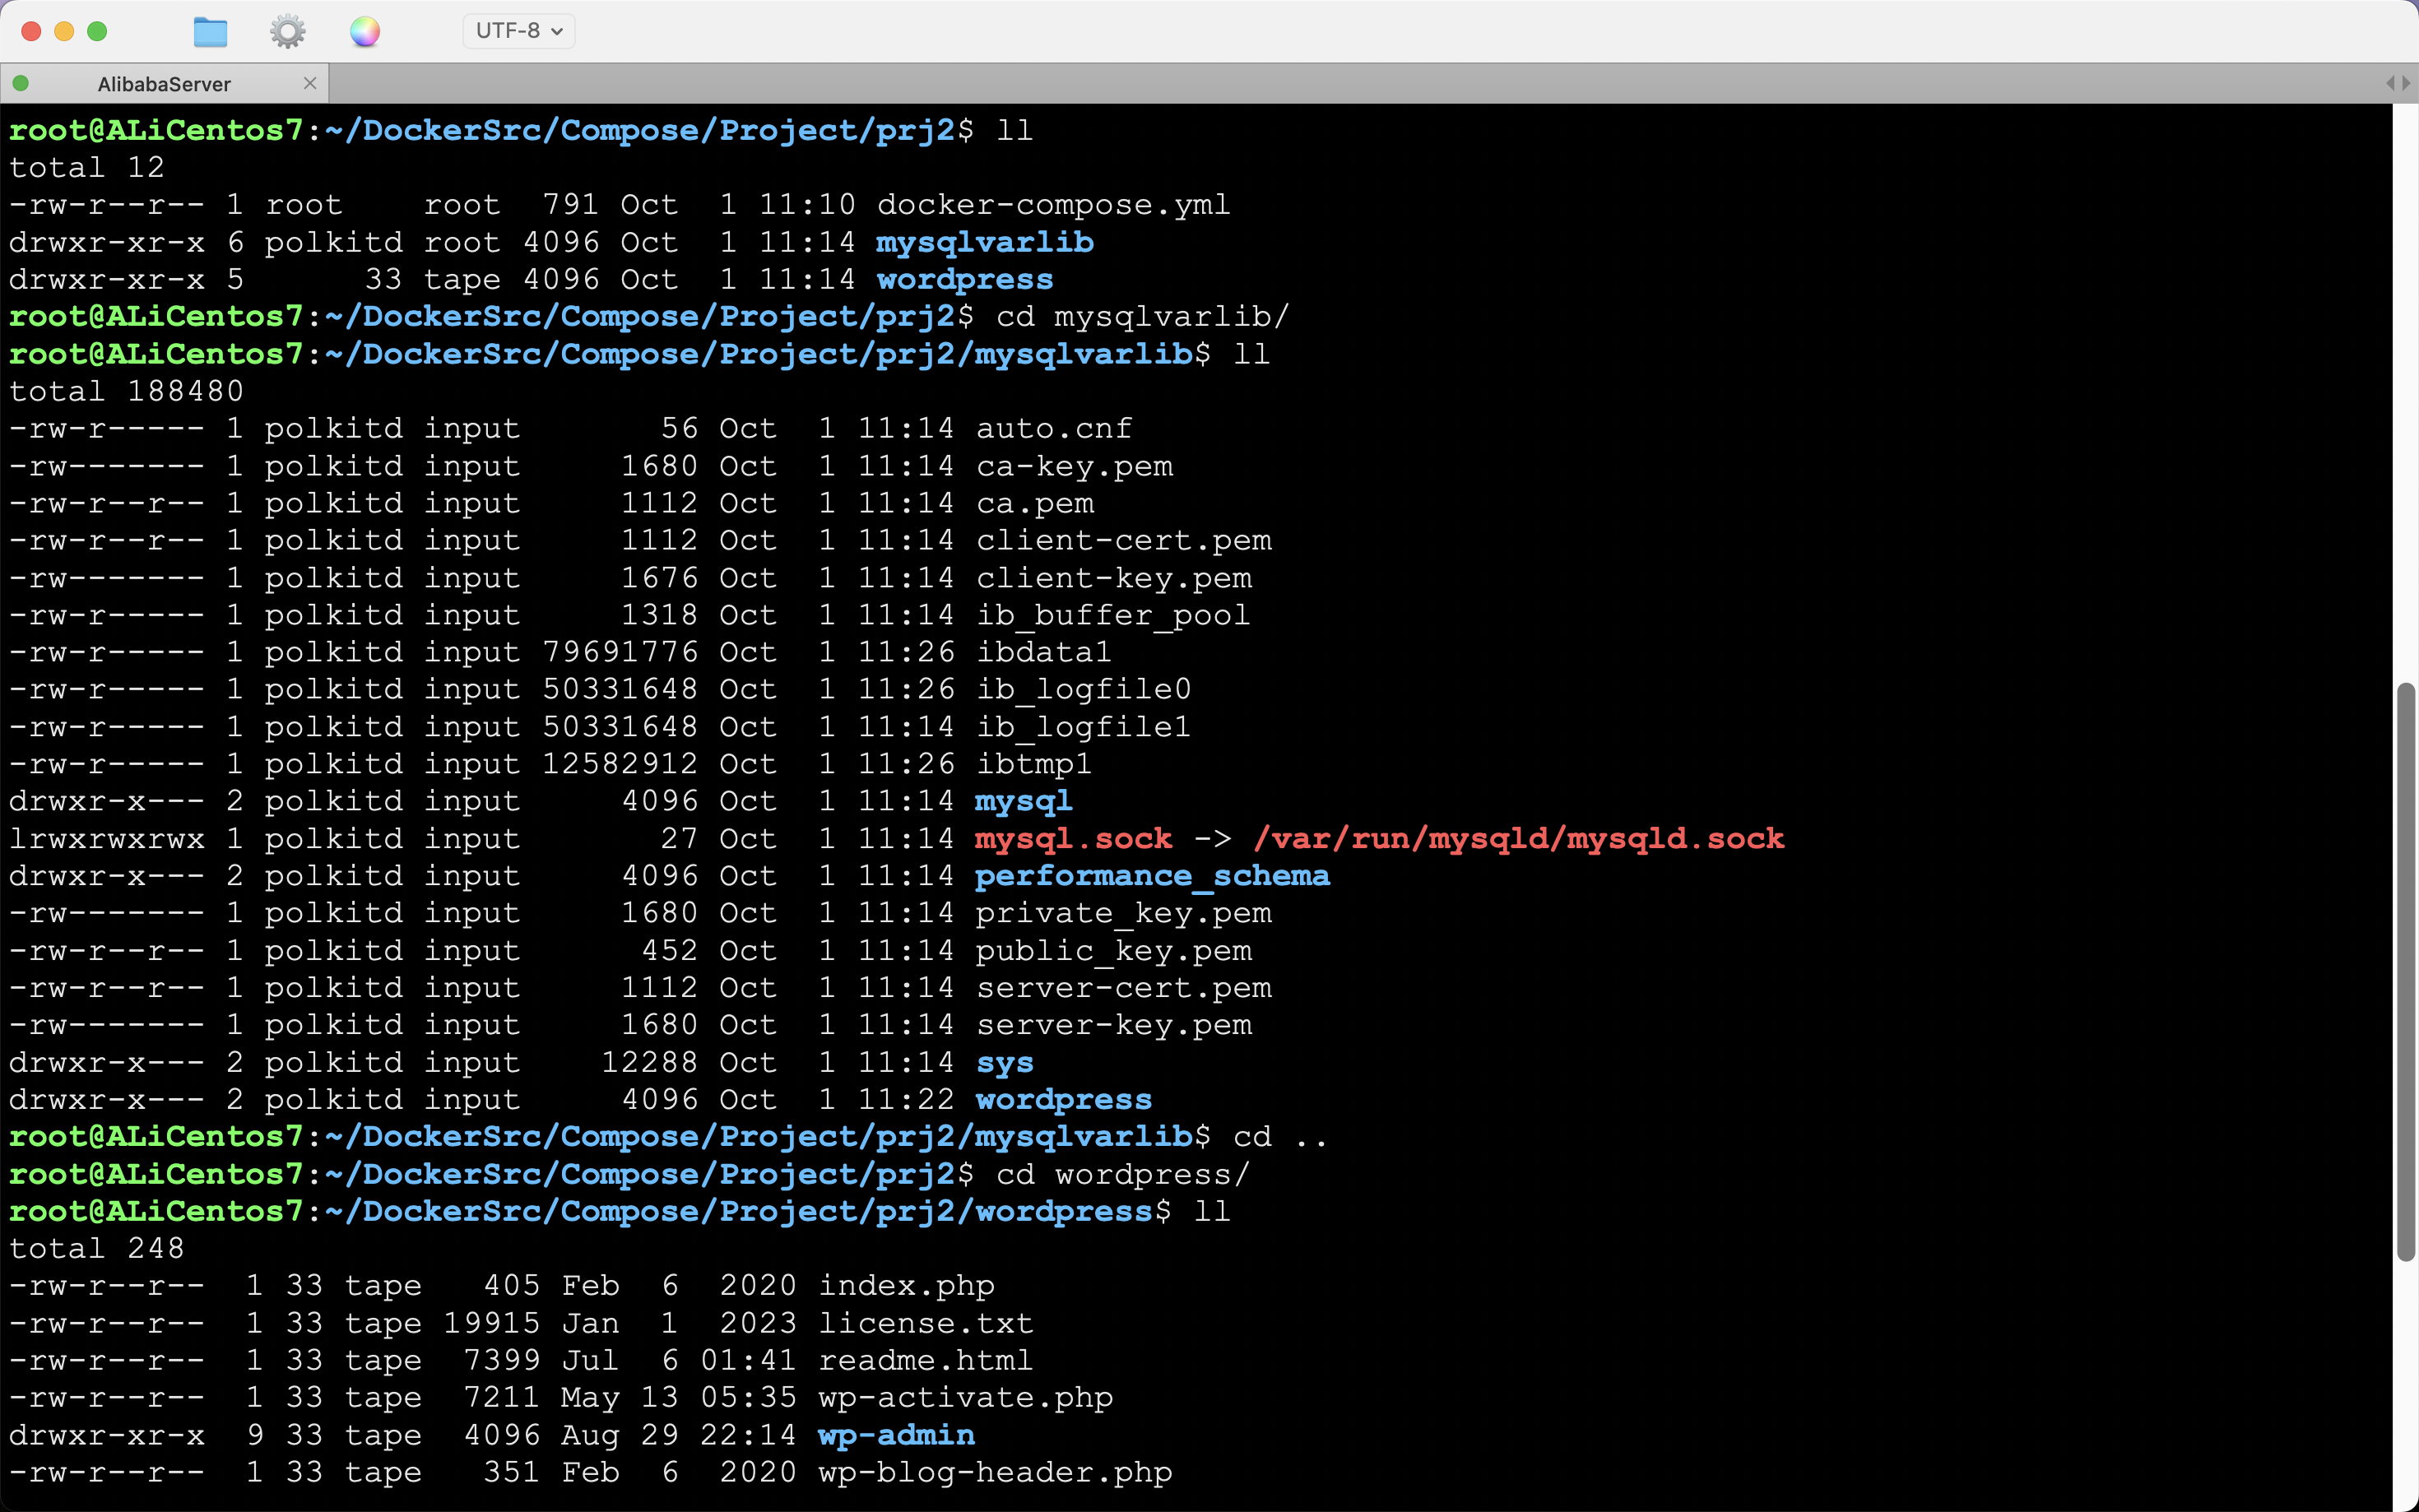 UTF-8
AlibabaServer
root@ALiCentos7:~/DockerSrc/Compose/Project/prj2$ ll
total 12
-rw-r--r-- 1 root    root  791 Oct  1 11:10 docker-compose.yml
drwxr-xr-x 6 polkitd root 4096 Oct  1 11:14 mysqlvarlib
drwxr-xr-x 5      33 tape 4096 Oct  1 11:14 wordpress
root@ALiCentos7:~/DockerSrc/Compose/Project/prj2$ cd mysqlvarlib/
root@ALiCentos7:~/DockerSrc/Compose/Project/prj2/mysqlvarlib$ ll
total 188480
-rw-r----- 1 polkitd input       56 Oct  1 11:14 auto.cnf
-rw------- 1 polkitd input     1680 Oct  1 11:14 ca-key.pem
-rw-r--r-- 1 polkitd input     1112 Oct  1 11:14 ca.pem
-rw-r--r-- 1 polkitd input     1112 Oct  1 11:14 client-cert.pem
-rw------- 1 polkitd input     1676 Oct  1 11:14 client-key.pem
-rw-r----- 1 polkitd input     1318 Oct  1 11:14 ib_buffer_pool
-rw-r----- 1 polkitd input 79691776 Oct  1 11:26 ibdata1
-rw-r----- 1 polkitd input 50331648 Oct  1 11:26 ib_logfile0
-rw-r----- 1 polkitd input 50331648 Oct  1 11:14 ib_logfile1
-rw-r----- 1 polkitd input 12582912 Oct  1 11:26 ibtmp1
drwxr-x--- 2 polkitd input     4096 Oct  1 11:14 mysql
lrwxrwxrwx 1 polkitd input       27 Oct  1 11:14 mysql.sock -> /var/run/mysqld/mysqld.sock
drwxr-x--- 2 polkitd input     4096 Oct  1 11:14 performance_schema
-rw------- 1 polkitd input     1680 Oct  1 11:14 private_key.pem
-rw-r--r-- 1 polkitd input      452 Oct  1 11:14 public_key.pem
-rw-r--r-- 1 polkitd input     1112 Oct  1 11:14 server-cert.pem
-rw------- 1 polkitd input     1680 Oct  1 11:14 server-key.pem
drwxr-x--- 2 polkitd input    12288 Oct  1 11:14 sys
drwxr-x--- 2 polkitd input     4096 Oct  1 11:22 wordpress
root@ALiCentos7:~/DockerSrc/Compose/Project/prj2/mysqlvarlib$ cd ..
root@ALiCentos7:~/DockerSrc/Compose/Project/prj2$ cd wordpress/
root@ALiCentos7:~/DockerSrc/Compose/Project/prj2/wordpress$ ll
total 248
-rw-r--r--  1 33 tape   405 Feb  6  2020 index.php
-rw-r--r--  1 33 tape 19915 Jan  1  2023 license.txt
-rw-r--r--  1 33 tape  7399 Jul  6 01:41 readme.html
-rw-r--r--  1 33 tape  7211 May 13 05:35 wp-activate.php
drwxr-xr-x  9 33 tape  4096 Aug 29 22:14 wp-admin
-rw-r--r--  1 33 tape   351 Feb  6  2020 wp-blog-header.php